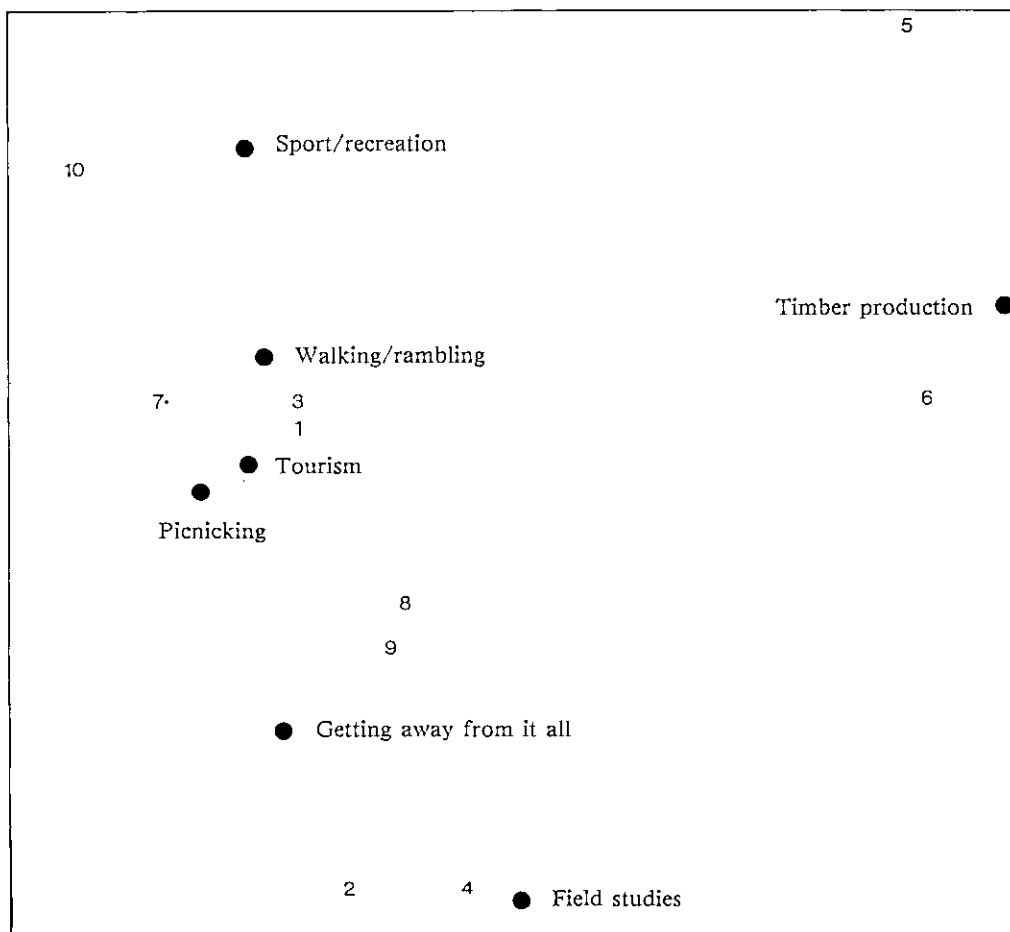 5
Sport/recreation
10
Timber production
Walking/rambling
7.
3
6
1
Tourism
Picnicking
8
9
Getting away from it all
2
4
Field studies